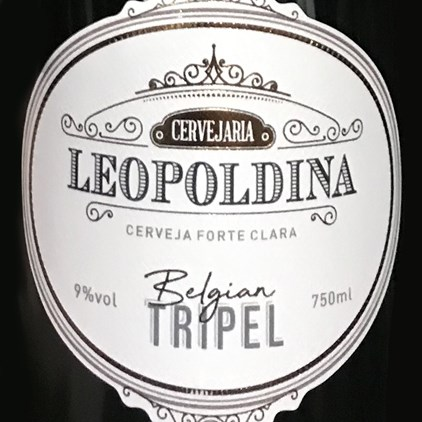 CERVEJARIA
LEOPOLDINA
CERVEJA FORTE CLARA
Belgian
9%vol
TRIPEL
750ml